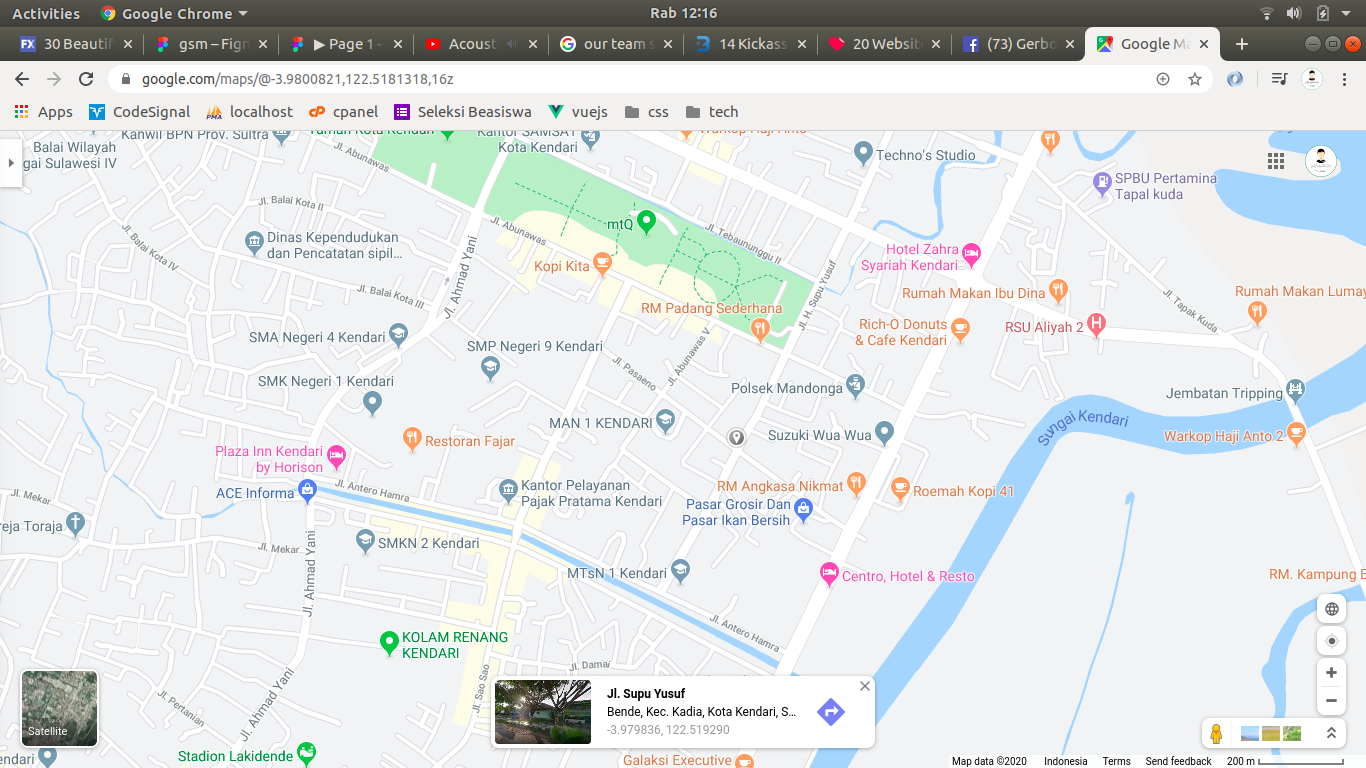 Activities
Google Chrome
Rab 12:16
30 Beautif
gsm – Figm
▶ Page 1 -
Acoust
our team s
14 Kickass
20 Website
(73) Gerbo
Google Ma
google.com/maps/@-3.9800821,122.5181318,16z
Apps
CodeSignal
localhost
cpanel
Seleksi Beasiswa
vuejs
css
tech
Kanwil BPN Prov. Sultra
Balai Wilayah
gai Sulawesi IV
Kota Kendari
Kantor SAMSAT
Kota Kendari
Warkop Haji Anto
Techno's Studio
SPBU Pertamina
Tapal kuda
Jl. Abunawas
Jl. Balai Kota II
Jl. Balai Kota IV
Dinas Kependudukan
dan Pencatatan sipil...
Jl. Balai Kota III
Jl. Ahmad Yani
Jl. Abunawas
mtQ
Jl. Tebaununggu II
Kopi Kita
RM Padang Sederhana
Jl. H. Supu Yusuf
Hotel Zahra
Syariah Kendari
Rumah Makan Ibu Dina
Rich-O Donuts
& Cafe Kendari
RSU Aliyah 2
Jl. Tapak Kuda
Rumah Makan Lumay
SMA Negeri 4 Kendari
SMP Negeri 9 Kendari
Jl. Pasaeno
Jl. Abunawas V
SMK Negeri 1 Kendari
Polsek Mandonga
Jembatan Tripping
Sungai Kendari
Warkop Haji Anto 2
MAN 1 KENDARI
Suzuki Wua Wua
Restoran Fajar
Plaza Inn Kendari
by Horison
ACE Informa
Jl. Antero Hamra
Kantor Pelayanan
Pajak Pratama Kendari
RM Angkasa Nikmat
Roemah Kopi 41
Pasar Grosir Dan
Pasar Ikan Bersih
Jl. Mekar
reja Toraja
Jl. Mekar
SMKN 2 Kendari
Jl. Ahmad Yani
MTsN 1 Kendari
Centro, Hotel & Resto
RM. Kampung B
Jl. Antero Hamra
KOLAM RENANG
KENDARI
Jl. Damai
Jl. Sao Sao
Jl. Pertanian
Jl. Ahmad Yani
Satellite
endari
Stadion Lakidende
Jl. Supu Yusuf
Bende, Kec. Kadia, Kota Kendari, S...
-3.979836, 122.519290
Galaksi Executive
Map data ©2020
Indonesia
Terms
Send feedback
200 m